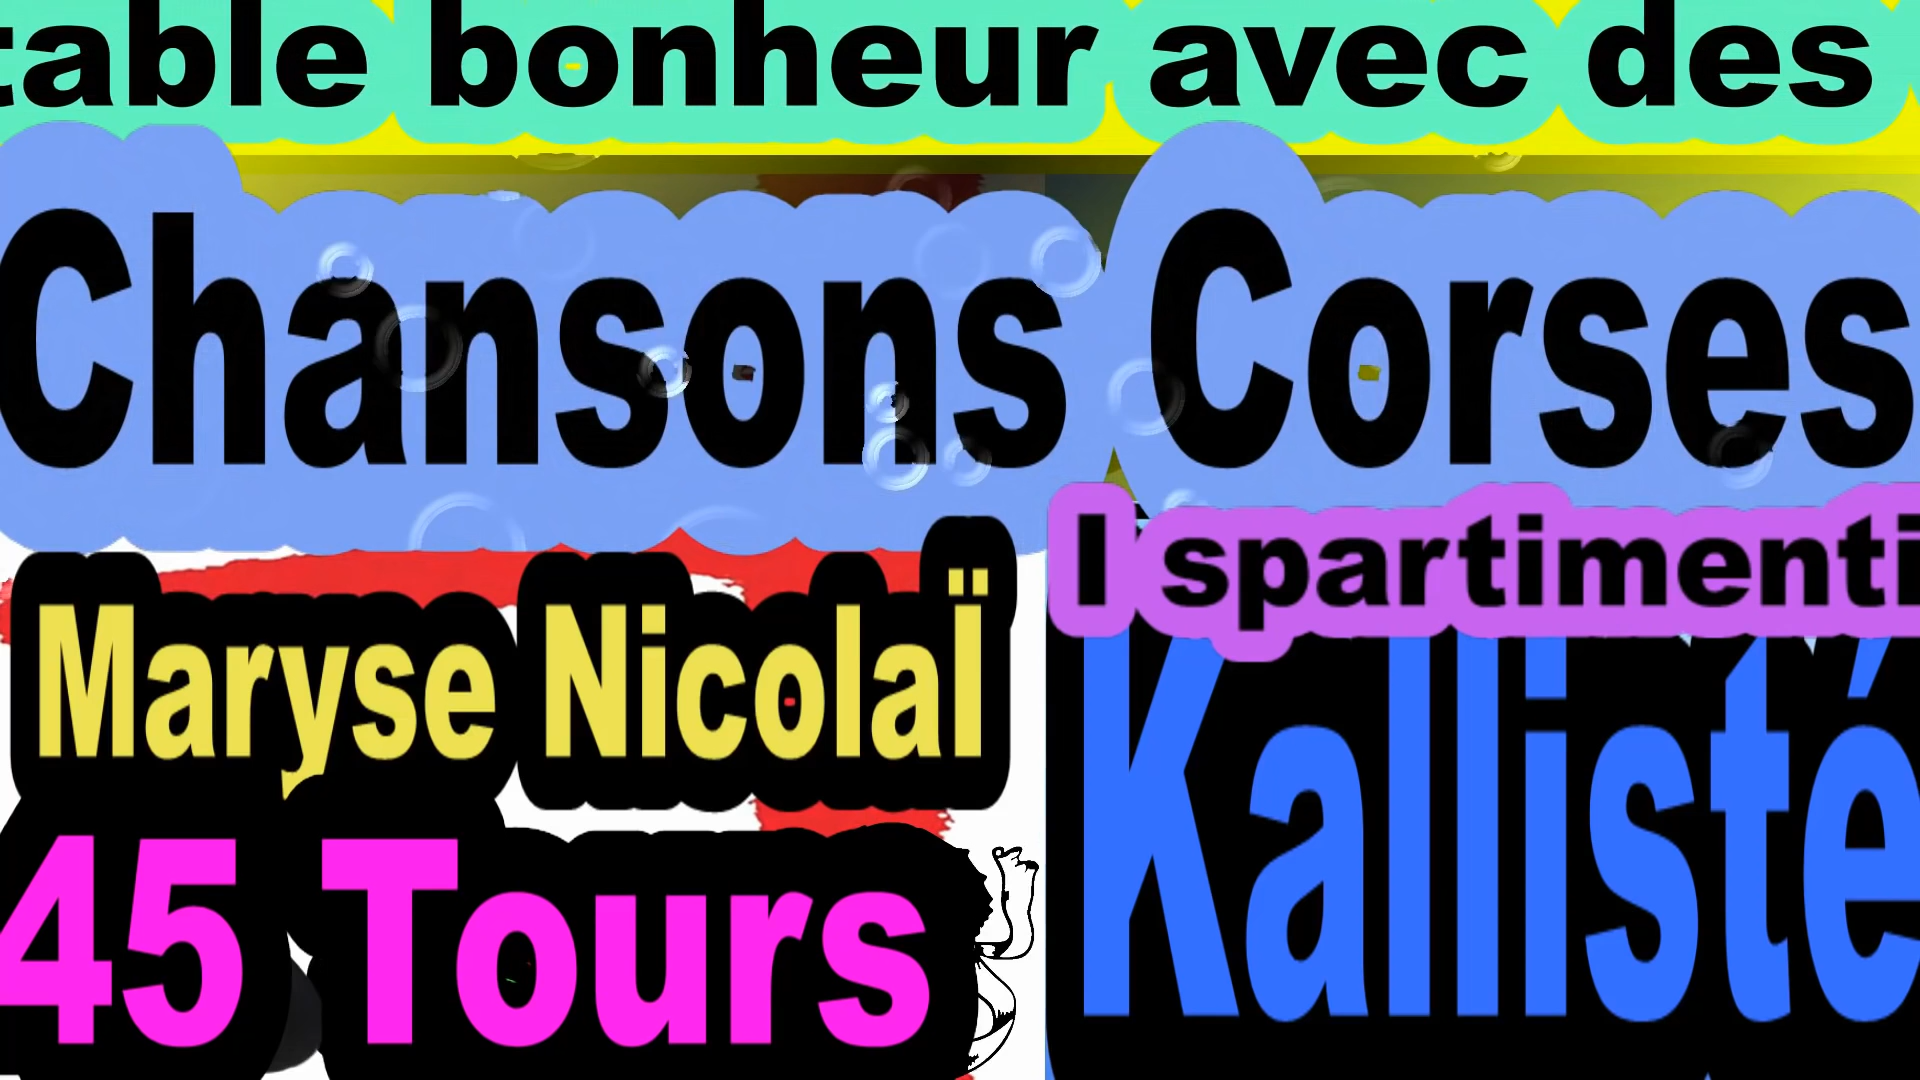 table bonheur avec des
Chansons Corses
I spartimenti
Maryse NicolaÏ
Kallisté
45 Tours